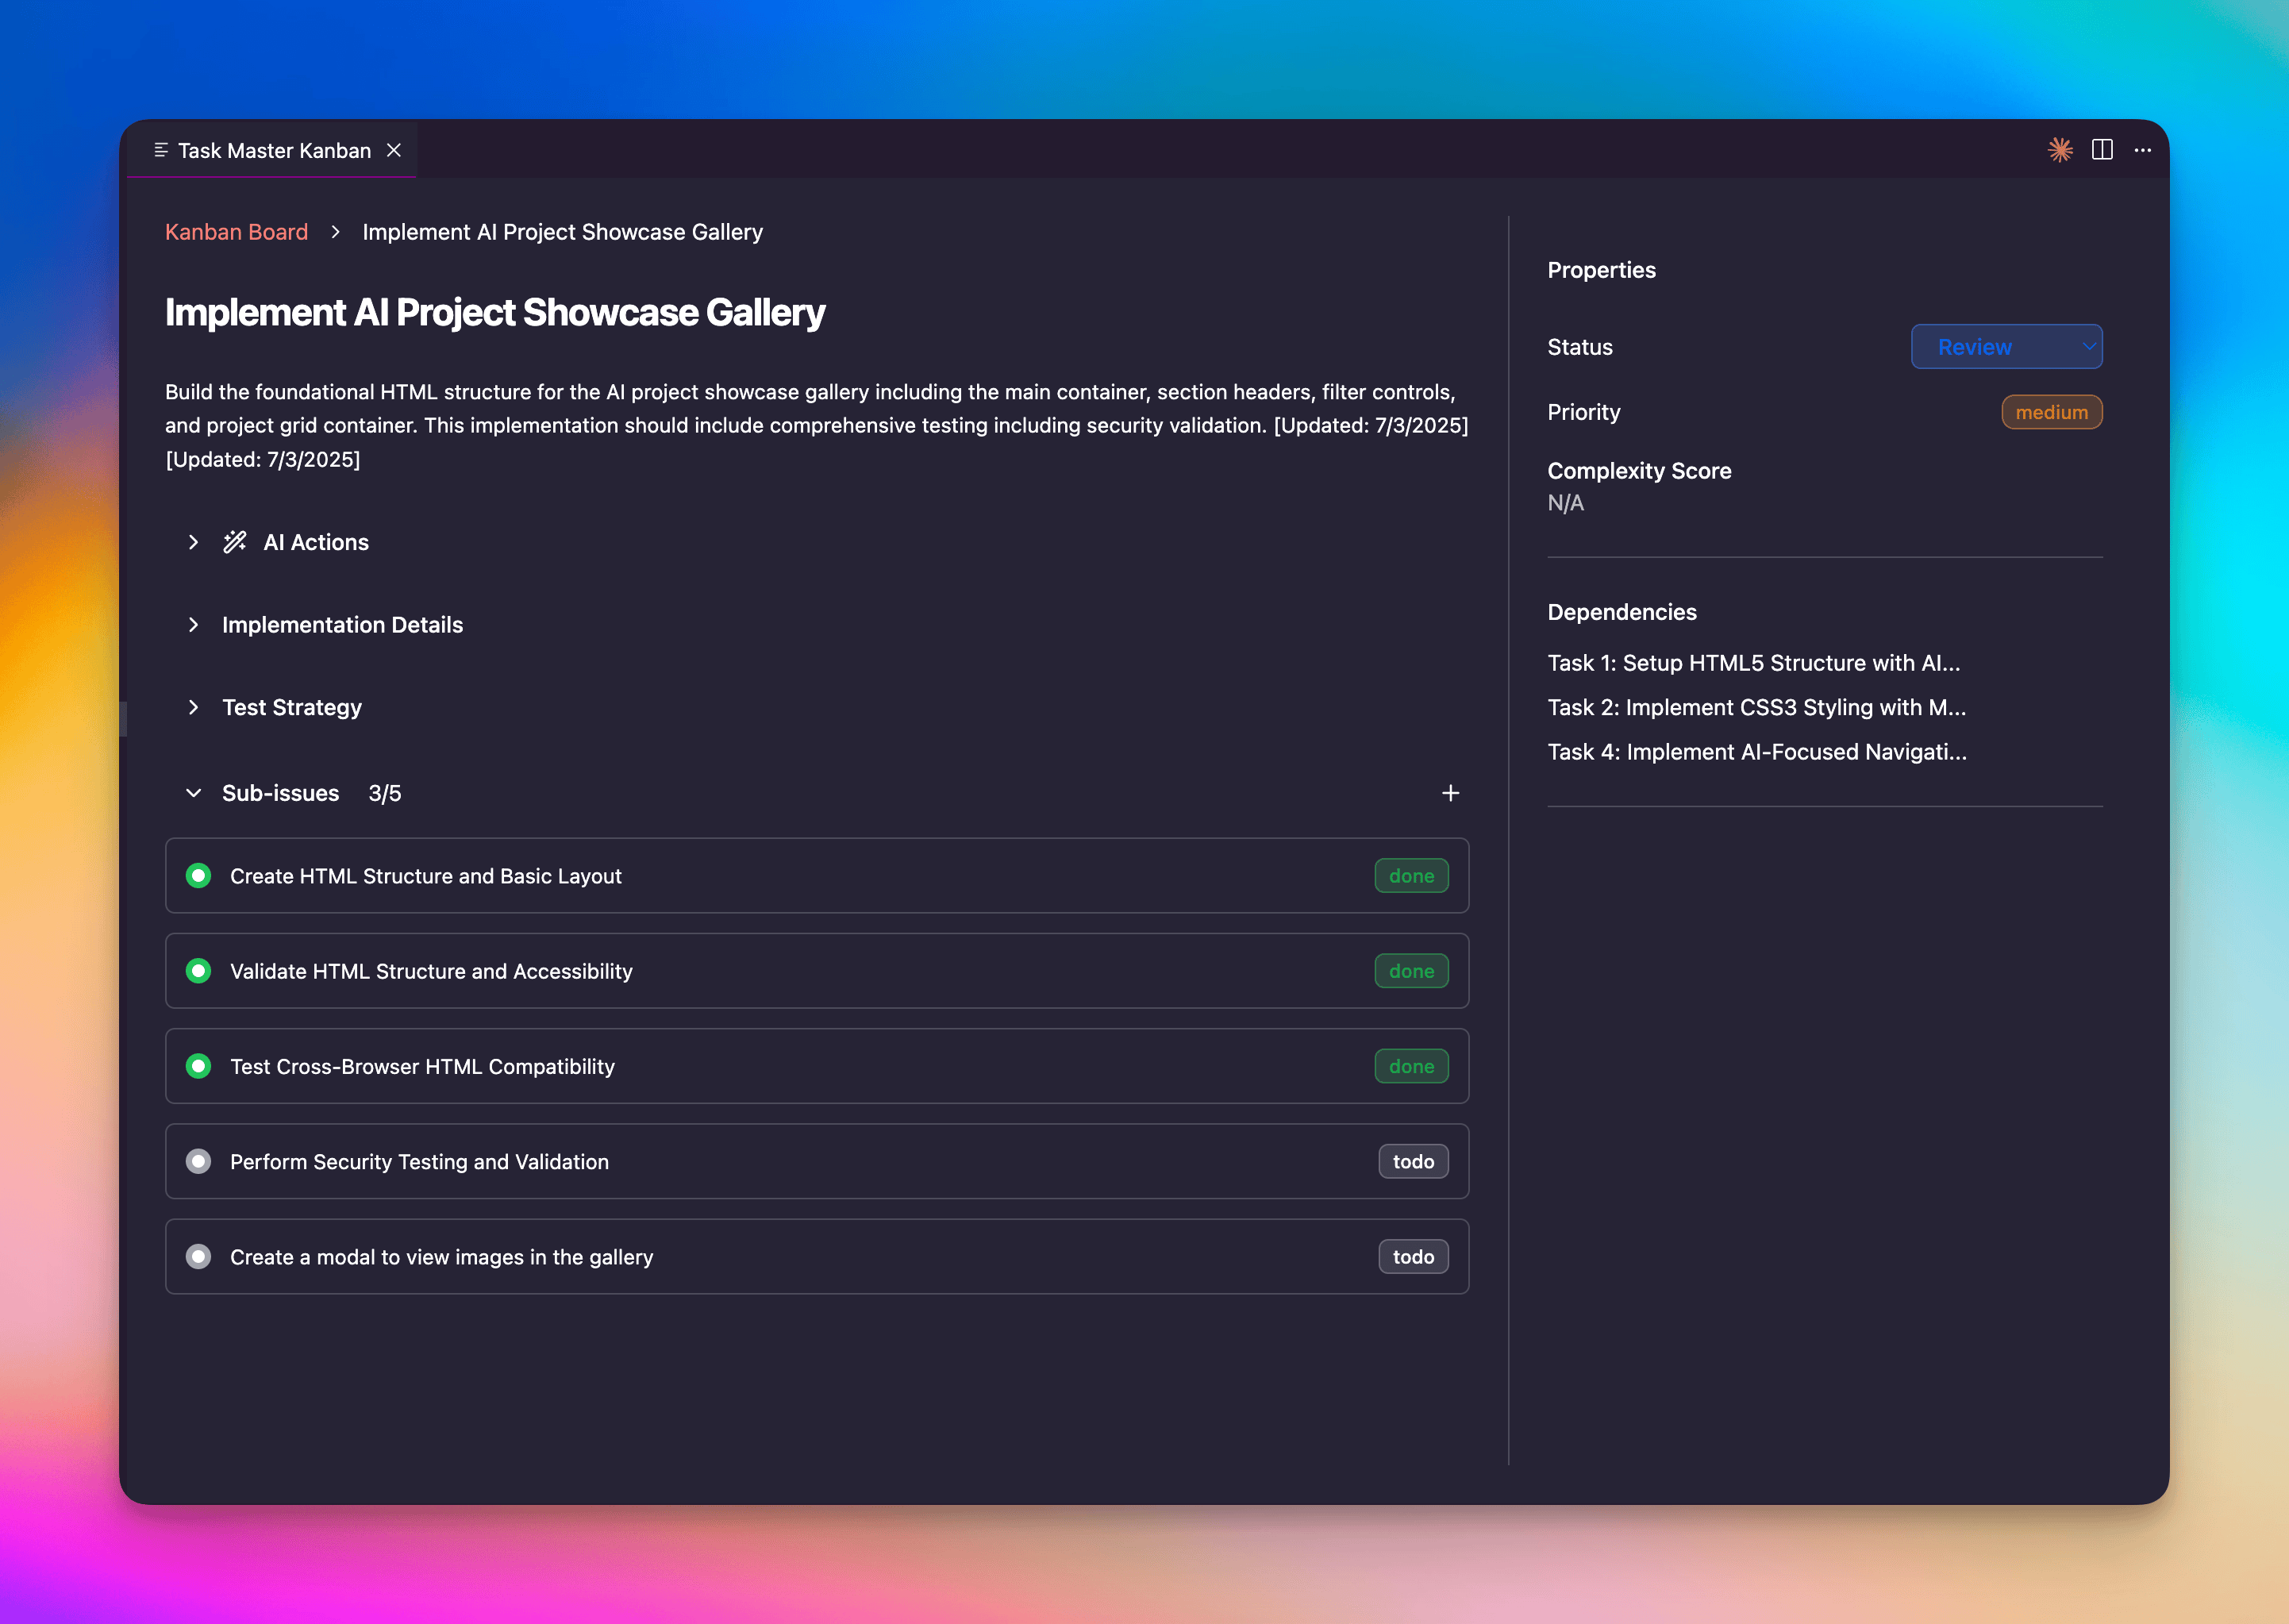 Task Master Kanban
Kanban Board > Implement AI Project Showcase Gallery
Implement AI Project Showcase Gallery
Build the foundational HTML structure for the AI project showcase gallery including the main container, section headers, filter controls,
and project grid container. This implementation should include comprehensive testing including security validation. [Updated: 7/3/2025]
[Updated: 7/3/2025]
AI Actions
Implementation Details
Test Strategy
Sub-issues 3/5
Create HTML Structure and Basic Layout done
Validate HTML Structure and Accessibility done
Test Cross-Browser HTML Compatibility done
Perform Security Testing and Validation todo
Create a modal to view images in the gallery todo
Properties
Status Review
Priority medium
Complexity Score
N/A
Dependencies
Task 1: Setup HTML5 Structure with AI...
Task 2: Implement CSS3 Styling with M...
Task 4: Implement AI-Focused Navigati...